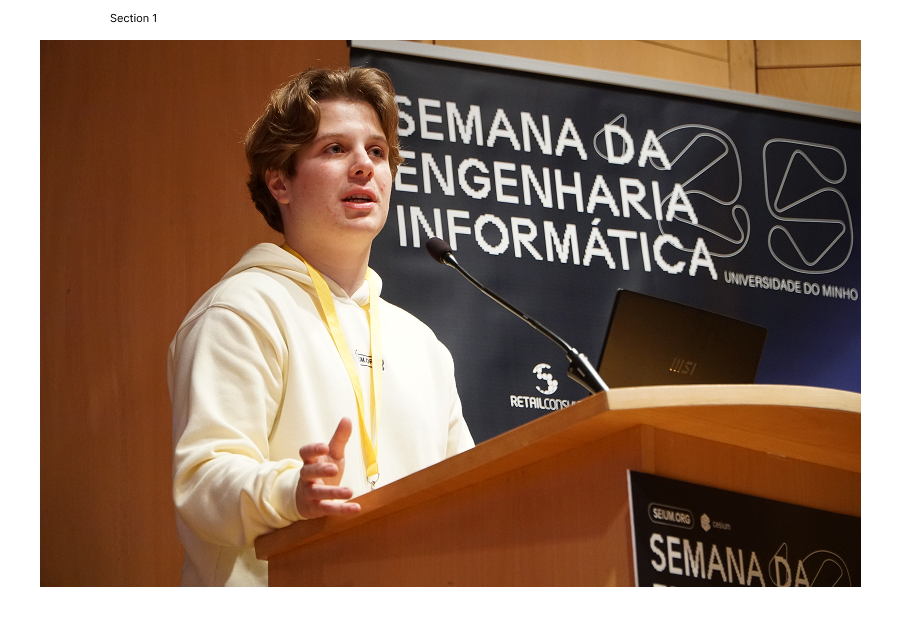 Section 1
SEMANA DA
ENGENHARIA
INFORMÁTICA
UNIVERSIDADE DO MINHO
msi
SEIUM.ORG
cesium
SEMANA DA